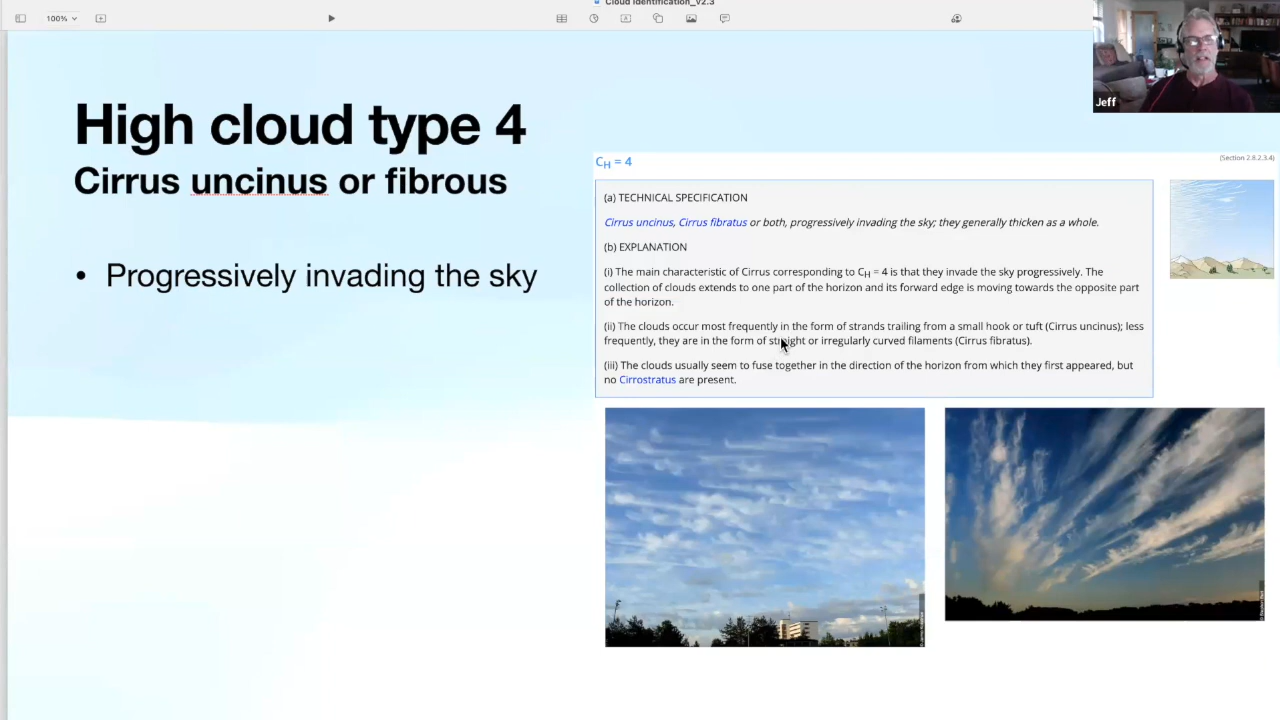 Cloud Identification_v2.3
100%
Jeff
High cloud type 4
Cirrus uncinus or fibrous
• Progressively invading the sky
CH = 4
(Section 2.8.2.3.4)
(a) TECHNICAL SPECIFICATION
Cirrus uncinus, Cirrus fibratus or both, progressively invading the sky; they generally thicken as a whole.
(b) EXPLANATION
(i) The main characteristic of Cirrus corresponding to CH = 4 is that they invade the sky progressively. The
collection of clouds extends to one part of the horizon and its forward edge is moving towards the opposite part
of the horizon.
(ii) The clouds occur most frequently in the form of strands trailing from a small hook or tuft (Cirrus uncinus); less
frequently, they are in the form of straight or irregularly curved filaments (Cirrus fibratus).
(iii) The clouds usually seem to fuse together in the direction of the horizon from which they first appeared, but
no Cirrostratus are present.